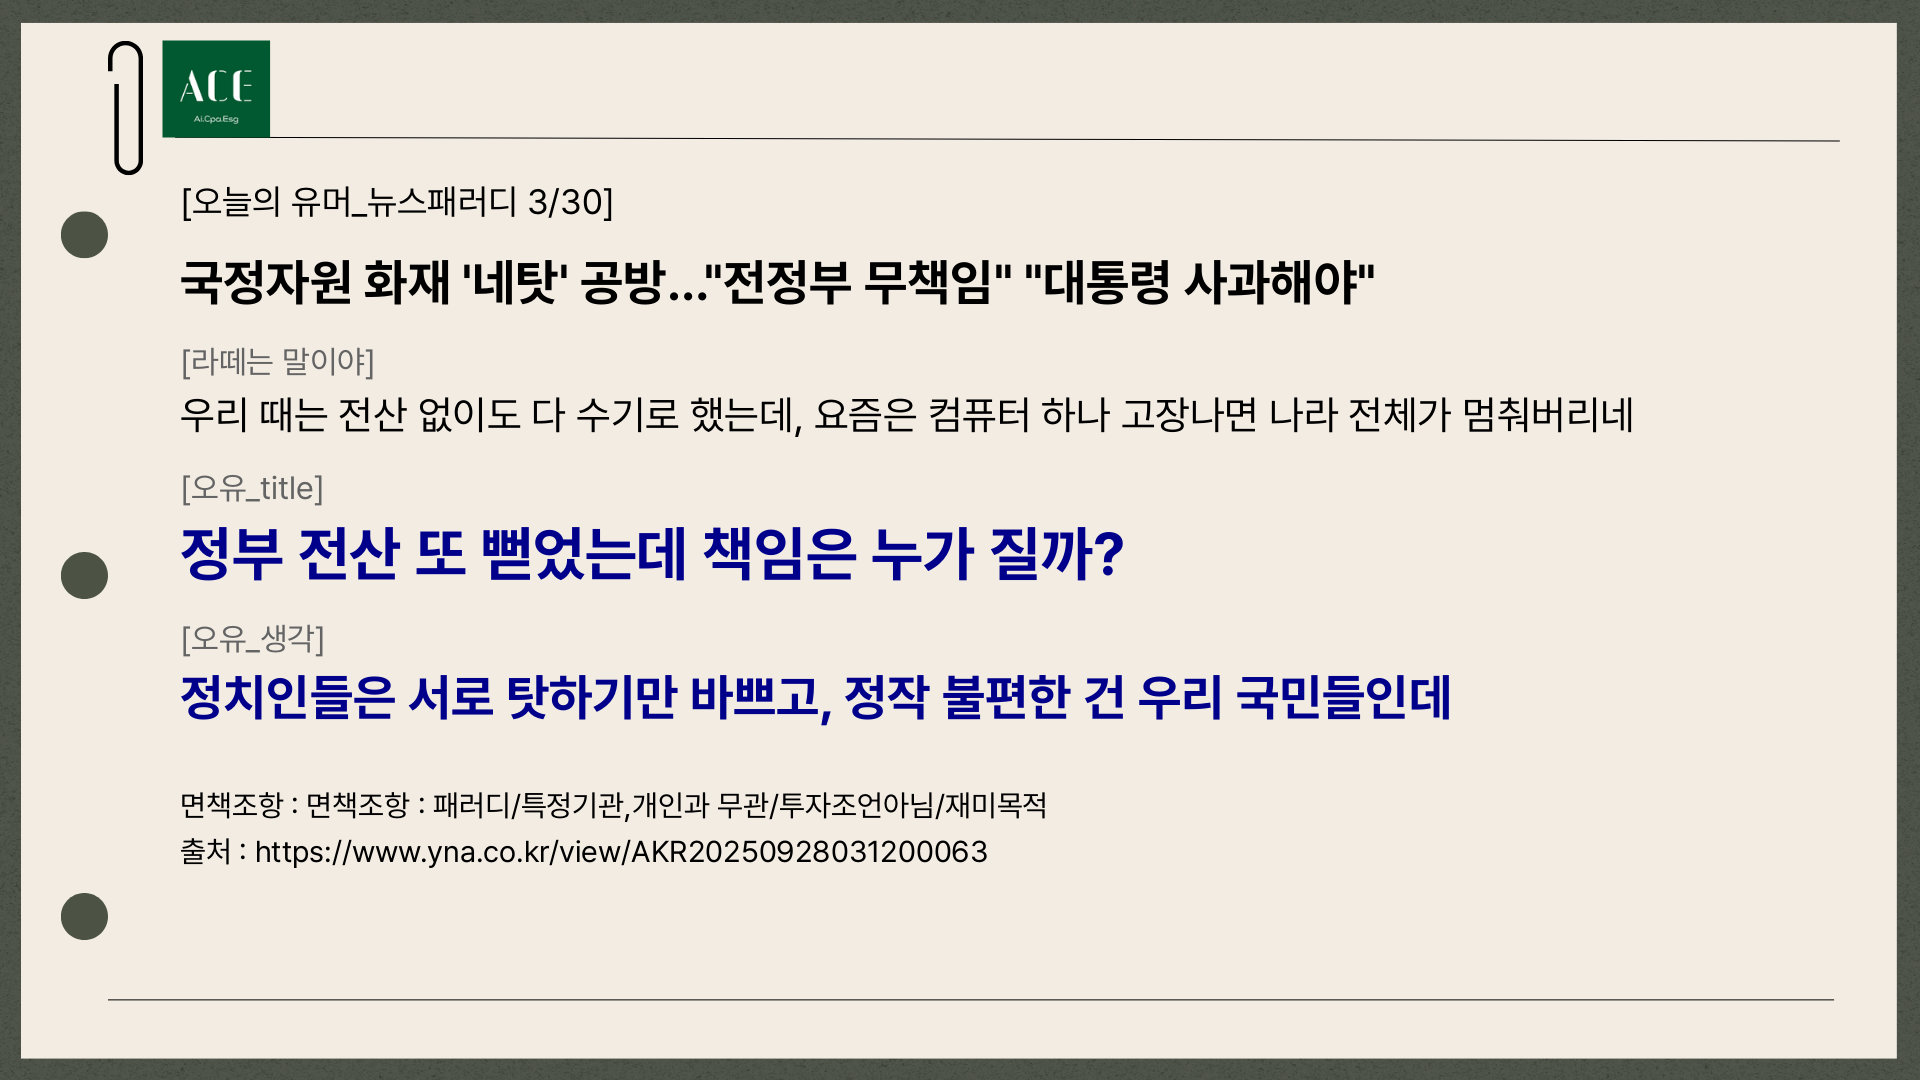 ACE
Ai.Cpa.Esg
[오늘의 유머_뉴스패러디 3/30]
국정자원 화재 '네탓' 공방..."전정부 무책임" "대통령 사과해야"
[라떼는 말이야]
우리 때는 전산 없이도 다 수기로 했는데, 요즘은 컴퓨터 하나 고장나면 나라 전체가 멈춰버리네
[오유_title]
정부 전산 또 뻗었는데 책임은 누가 질까?
[오유_생각]
정치인들은 서로 탓하기만 바쁘고, 정작 불편한 건 우리 국민들인데
면책조항 : 면책조항 : 패러디/특정기관,개인과 무관/투자조언아님/재미목적
출처 : https://www.yna.co.kr/view/AKR20250928031200063